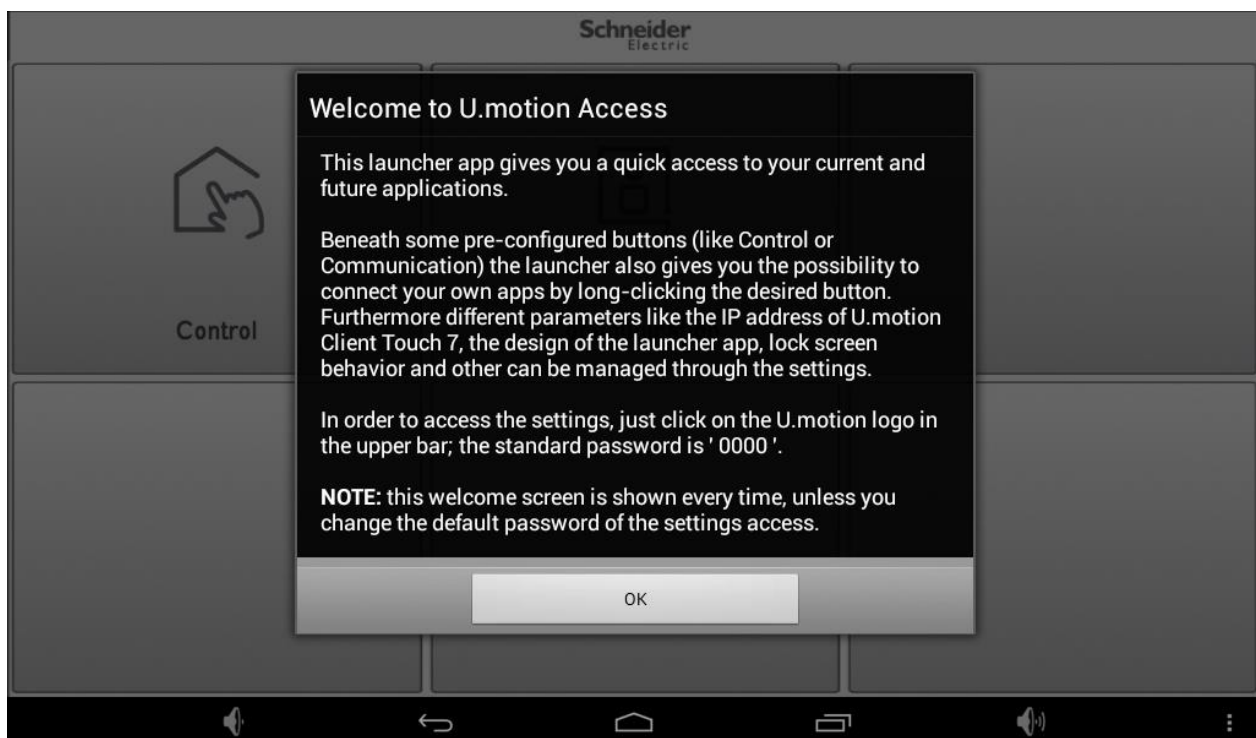 Schneider
Electric
Welcome to U.motion Access
This launcher app gives you a quick access to your current and
future applications.
Beneath some pre-configured buttons (like Control or
Communication) the launcher also gives you the possibility to
connect your own apps by long-clicking the desired button.
Furthermore different parameters like the IP address of U.motion
Client Touch 7, the design of the launcher app, lock screen
behavior and other can be managed through the settings.
In order to access the settings, just click on the U.motion logo in
the upper bar; the standard password is ' 0000 '.
NOTE: this welcome screen is shown every time, unless you
change the default password of the settings access.
Control
OK